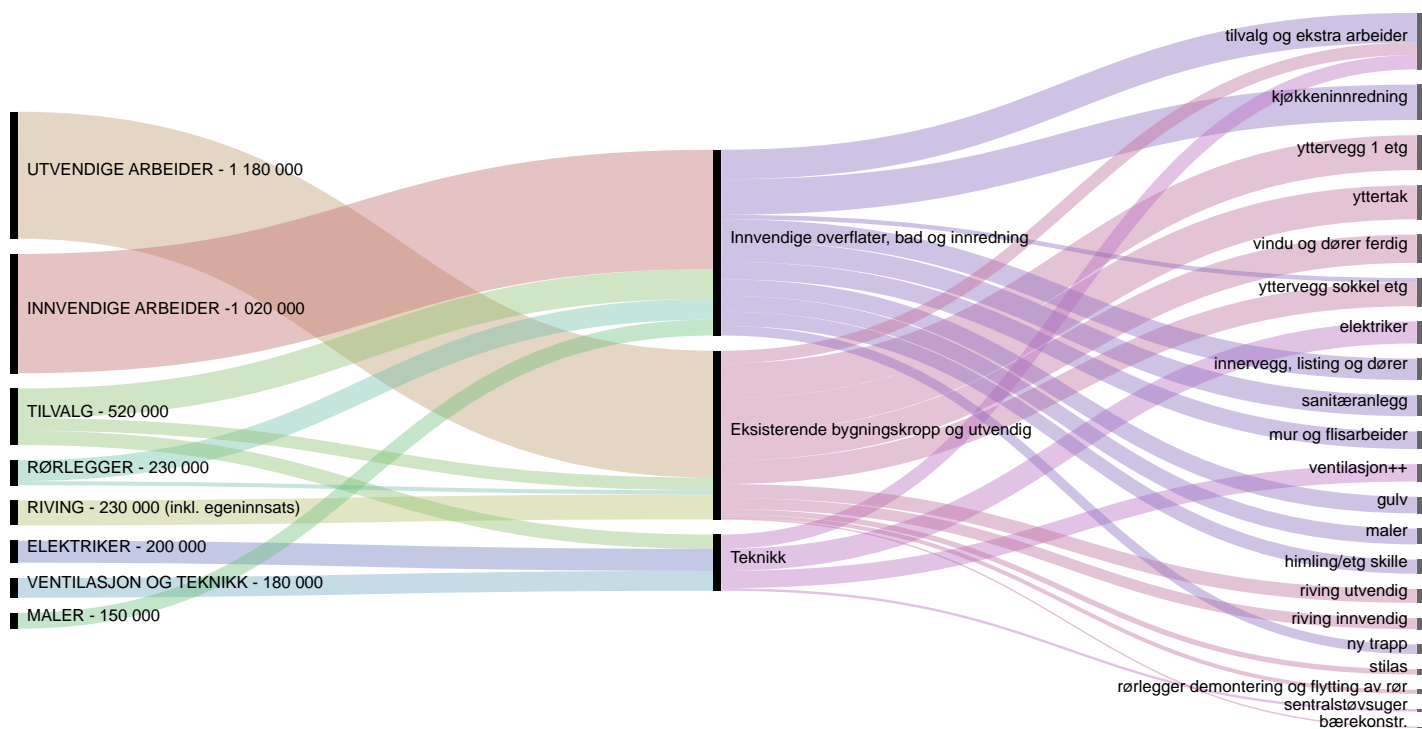 UTVENDIGE ARBEIDER - 1 180 000
INNVENDIGE ARBEIDER -1 020 000
TILVALG - 520 000
RØRLEGGER - 230 000
RIVING - 230 000 (inkl. egeninnsats)
ELEKTRIKER - 200 000
VENTILASJON OG TEKNIKK - 180 000
MALER - 150 000
Innvendige overflater, bad og innredning
Eksisterende bygningskropp og utvendig
Teknikk
tilvalg og ekstra arbeider
kjøkkeninnredning
yttervegg 1 etg
yttertak
vindu og dører ferdig
yttervegg sokkel etg
elektriker
innervegg, listing og dører
sanitæranlegg
mur og flisarbeider
ventilasjon++
gulv
maler
himling/etg skille
riving utvendig
riving innvendig
ny trapp
stilas
rørlegger demontering og flytting av rør
sentralstøvsuger
bærekonstr.